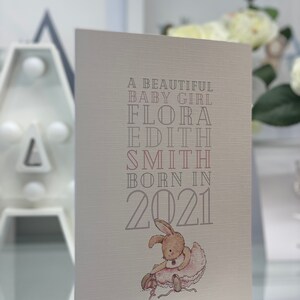 A BEAUTIFUL
BABY GIRL
FLORA
EDITH
SMITH
BORN IN
2021